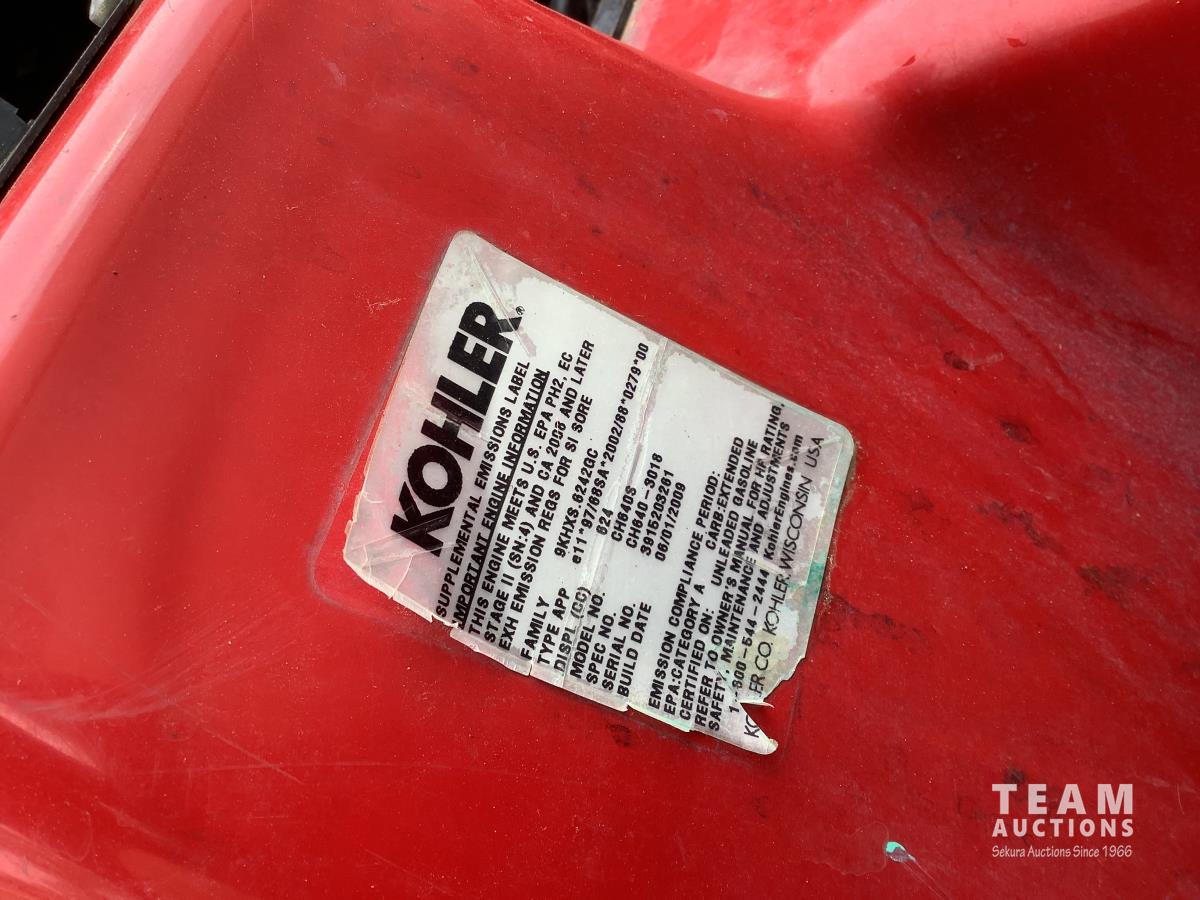 KOHLER®
SUPPLEMENTAL EMISSIONS LABEL
IMPORTANT ENGINE INFORMATION
THIS ENGINE MEETS U.S. EPA PH2, EC
STAGE II (SN:4) AND CA 2008 AND LATER
EXH EMISSION REGS FOR SI SORE
FAMILY 9KHXS.6242GC
TYPE APP e11*97/68SA*2002/88*0279*00
DISPL (CC) 624
MODEL NO. CH640S
SPEC NO. CH640-3018
SERIAL NO. 3915203261
BUILD DATE 06/01/2009
EMISSION COMPLIANCE PERIOD:
EPA:CATEGORY A CARB:EXTENDED
CERTIFIED ON: UNLEADED GASOLINE
REFER TO OWNER'S MANUAL FOR HP RATING,
SAFETY, MAINTENANCE AND ADJUSTMENTS
1-800-544-2444 KohlerEngines.com
ER CO. KOHLER WISCONSIN USA
TEAM
AUCTIONS
Sekura Auctions Since 1966